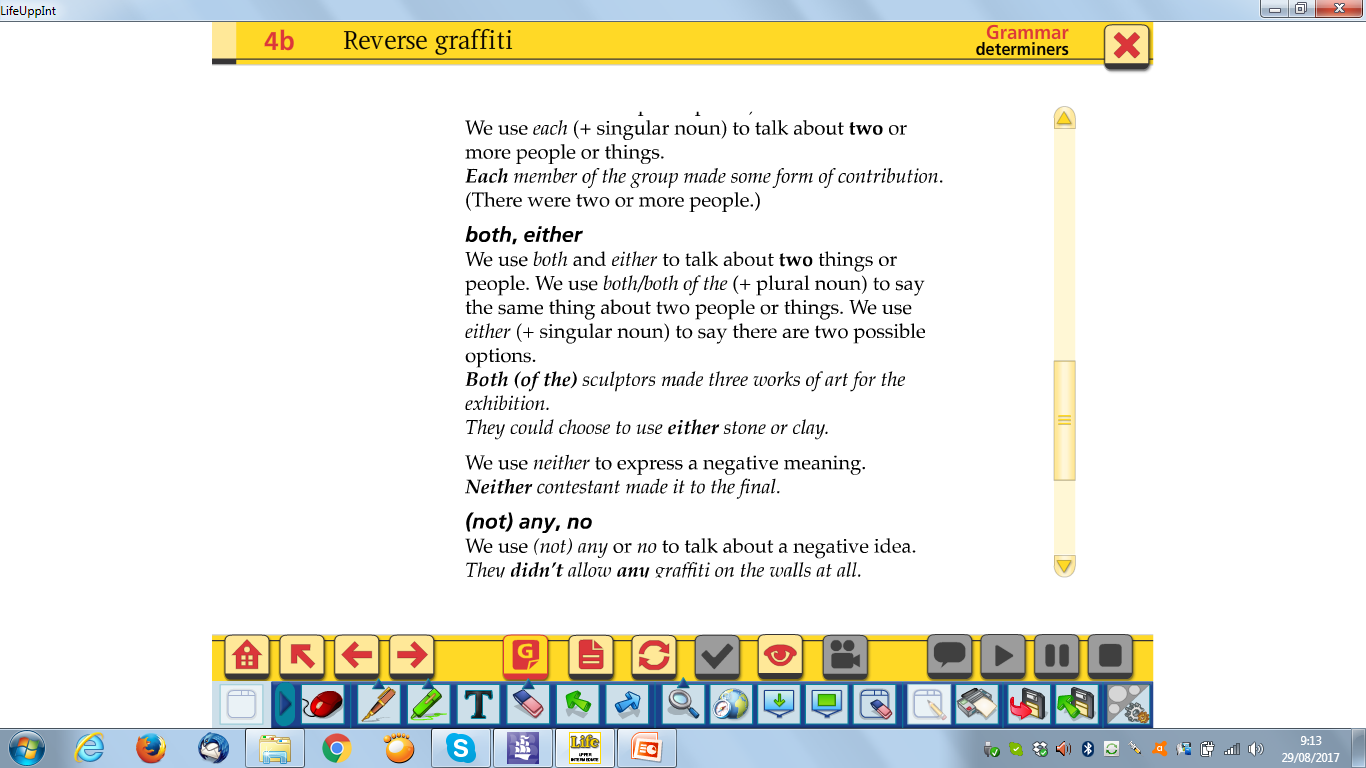 LifeUppInt
4b Reverse graffiti
Grammar
determiners
We use each (+ singular noun) to talk about two or
more people or things.
Each member of the group made some form of contribution.
(There were two or more people.)
both, either
We use both and either to talk about two things or
people. We use both/both of the (+ plural noun) to say
the same thing about two people or things. We use
either (+ singular noun) to say there are two possible
options.
Both (of the) sculptors made three works of art for the
exhibition.
They could choose to use either stone or clay.
We use neither to express a negative meaning.
Neither contestant made it to the final.
(not) any, no
We use (not) any or no to talk about a negative idea.
They didn't allow any graffiti on the walls at all.
G
T
Life
UPPER
INTERMEDIATE
9:13
29/08/2017